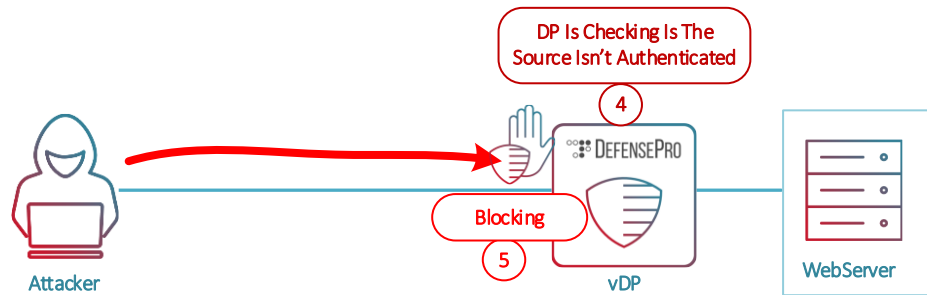 DP Is Checking Is The
Source Isn't Authenticated
4
DEFENSEPRO
Blocking
5
Attacker
vDP
WebServer